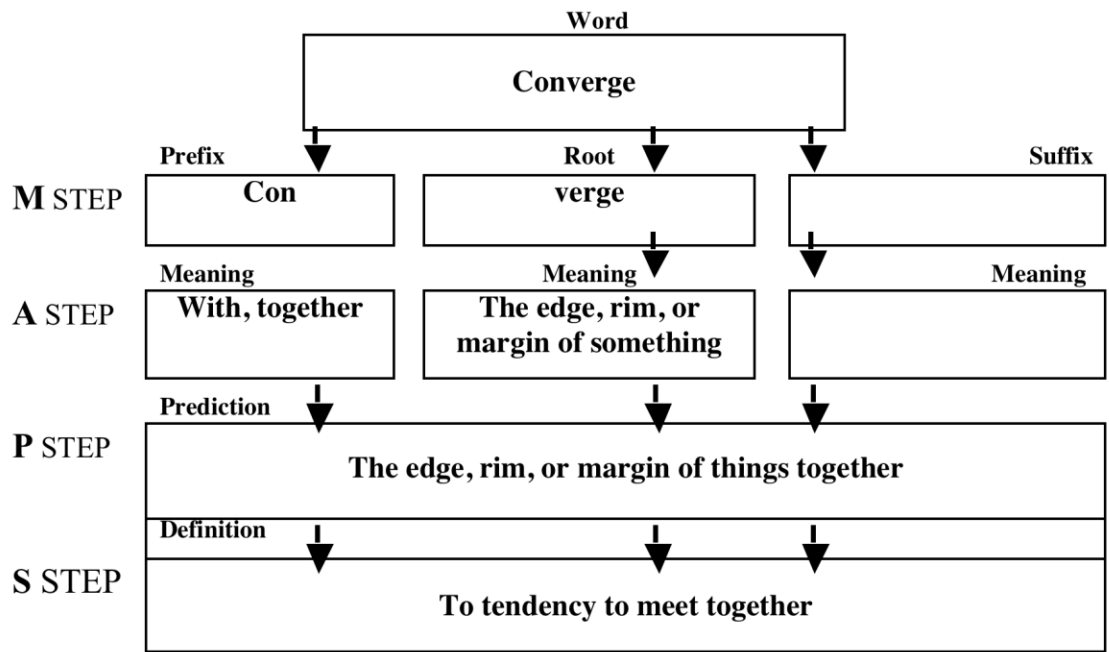 Word
Converge
Prefix Root Suffix
M STEP Con verge
Meaning Meaning Meaning
A STEP With, together The edge, rim, or
margin of something
Prediction
P STEP
The edge, rim, or margin of things together
Definition
S STEP
To tendency to meet together